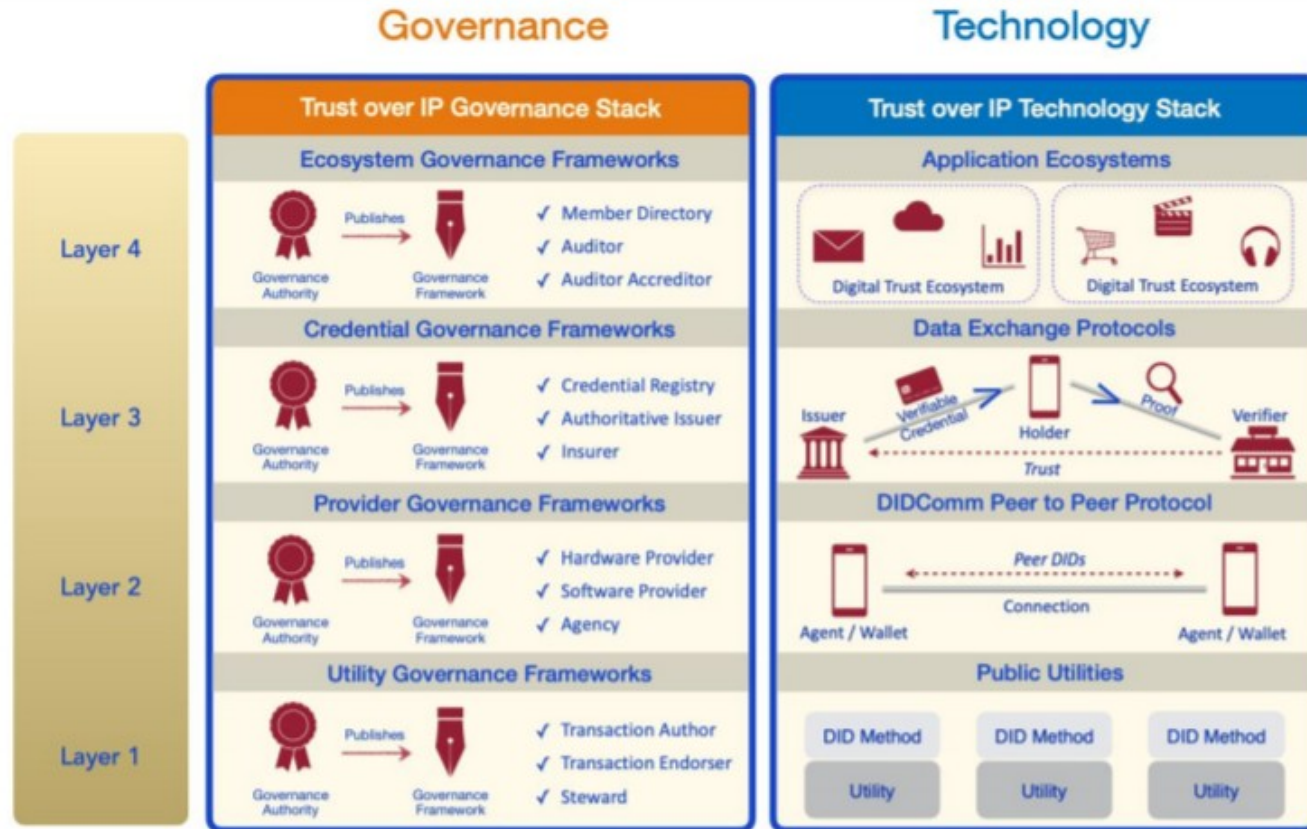 Governance
Technology
Trust over IP Governance Stack
Trust over IP Technology Stack
Layer 4
Ecosystem Governance Frameworks
Publishes
Governance
Authority
Governance
Framework
✓ Member Directory
✓ Auditor
✓ Auditor Accreditor
Application Ecosystems
Digital Trust Ecosystem
Digital Trust Ecosystem
Layer 3
Credential Governance Frameworks
Publishes
Governance
Authority
Governance
Framework
✓ Credential Registry
✓ Authoritative Issuer
✓ Insurer
Data Exchange Protocols
Issuer
Verifiable
Credential
Holder
Proof
Verifier
Trust
Layer 2
Provider Governance Frameworks
Publishes
Governance
Authority
Governance
Framework
✓ Hardware Provider
✓ Software Provider
✓ Agency
DIDComm Peer to Peer Protocol
Peer DIDs
Connection
Agent / Wallet
Agent / Wallet
Layer 1
Utility Governance Frameworks
Publishes
Governance
Authority
Governance
Framework
✓ Transaction Author
✓ Transaction Endorser
✓ Steward
Public Utilities
DID Method
DID Method
DID Method
Utility
Utility
Utility